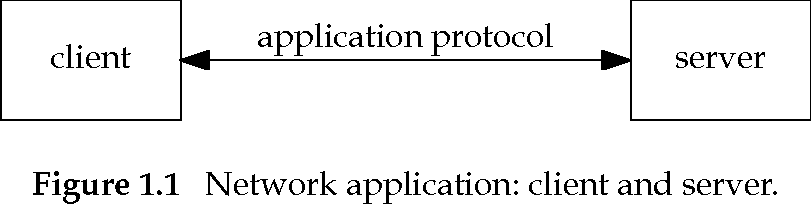 application protocol
client
server
Figure 1.1 Network application: client and server.